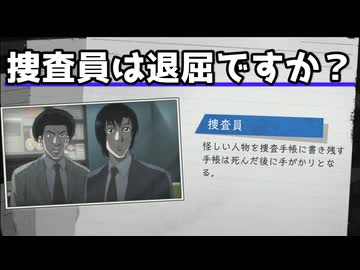 捜査員は退屈ですか？
捜査員
怪しい人物を捜査手帳に書き残す
手帳は死んだ後に手がかりとな
る。